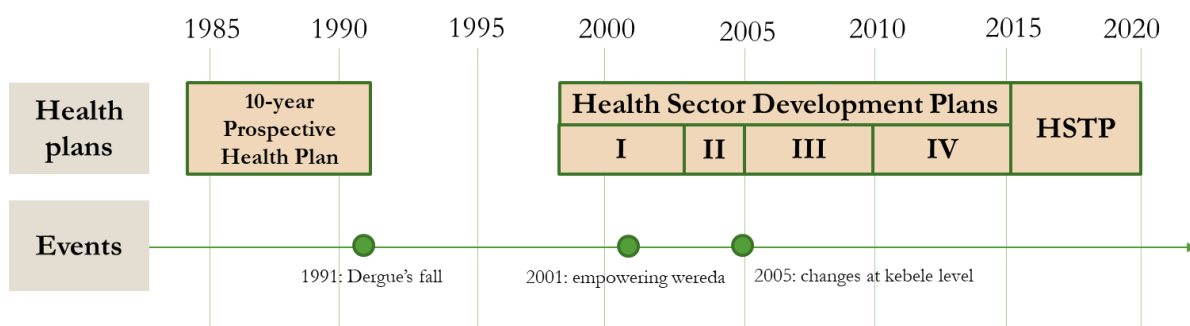 1985 1990 1995 2000 2005 2010 2015 2020
Health
plans
10-year
Prospective
Health Plan
Health Sector Development Plans
I II III IV
HSTP
Events
1991: Dergue's fall
2001: empowering wereda
2005: changes at kebele level